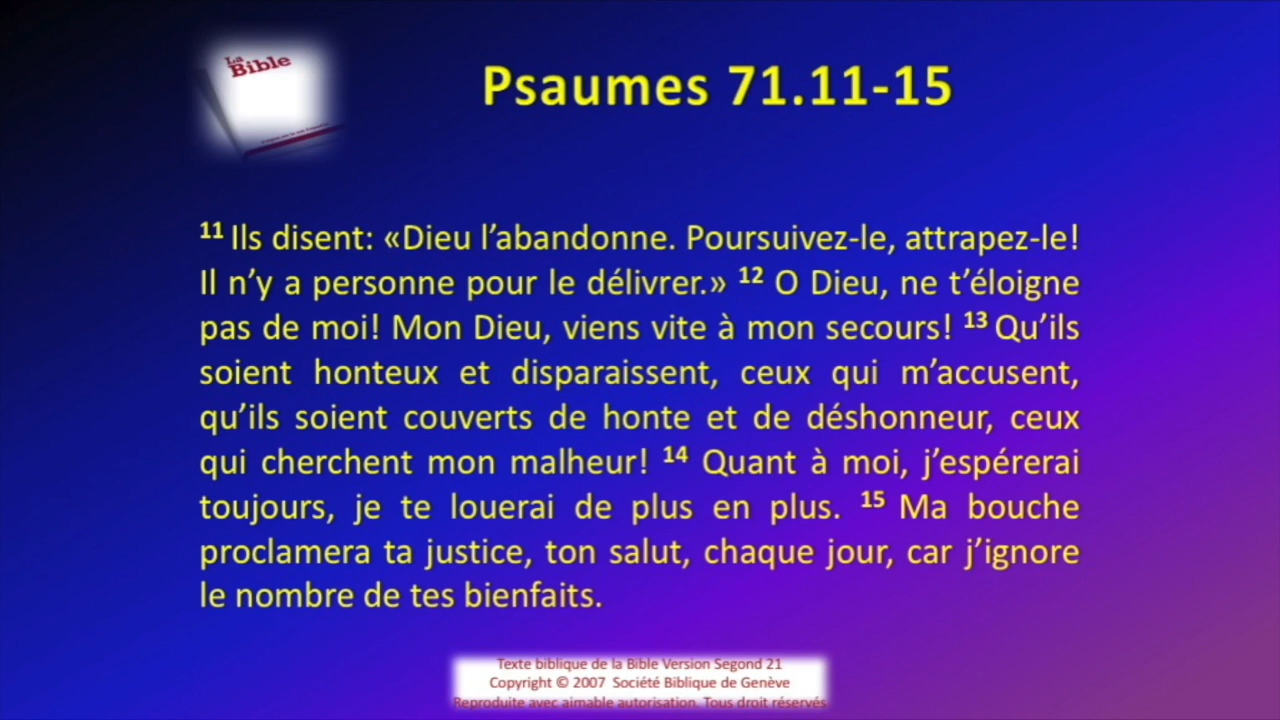 La
Bible
Psaumes 71.11-15
11 Ils disent: «Dieu l’abandonne. Poursuivez-le, attrapez-le!
Il n’y a personne pour le délivrer.» 12 O Dieu, ne t’éloigne
pas de moi! Mon Dieu, viens vite à mon secours! 13 Qu’ils
soient honteux et disparaissent, ceux qui m’accusent,
qu’ils soient couverts de honte et de déshonneur, ceux
qui cherchent mon malheur! 14 Quant à moi, j’espérerai
toujours, je te louerai de plus en plus. 15 Ma bouche
proclamera ta justice, ton salut, chaque jour, car j’ignore
le nombre de tes bienfaits.
Texte biblique de la Bible Version Segond 21
Copyright © 2007 Société Biblique de Genève
Reproduite avec aimable autorisation. Tous droit réservés